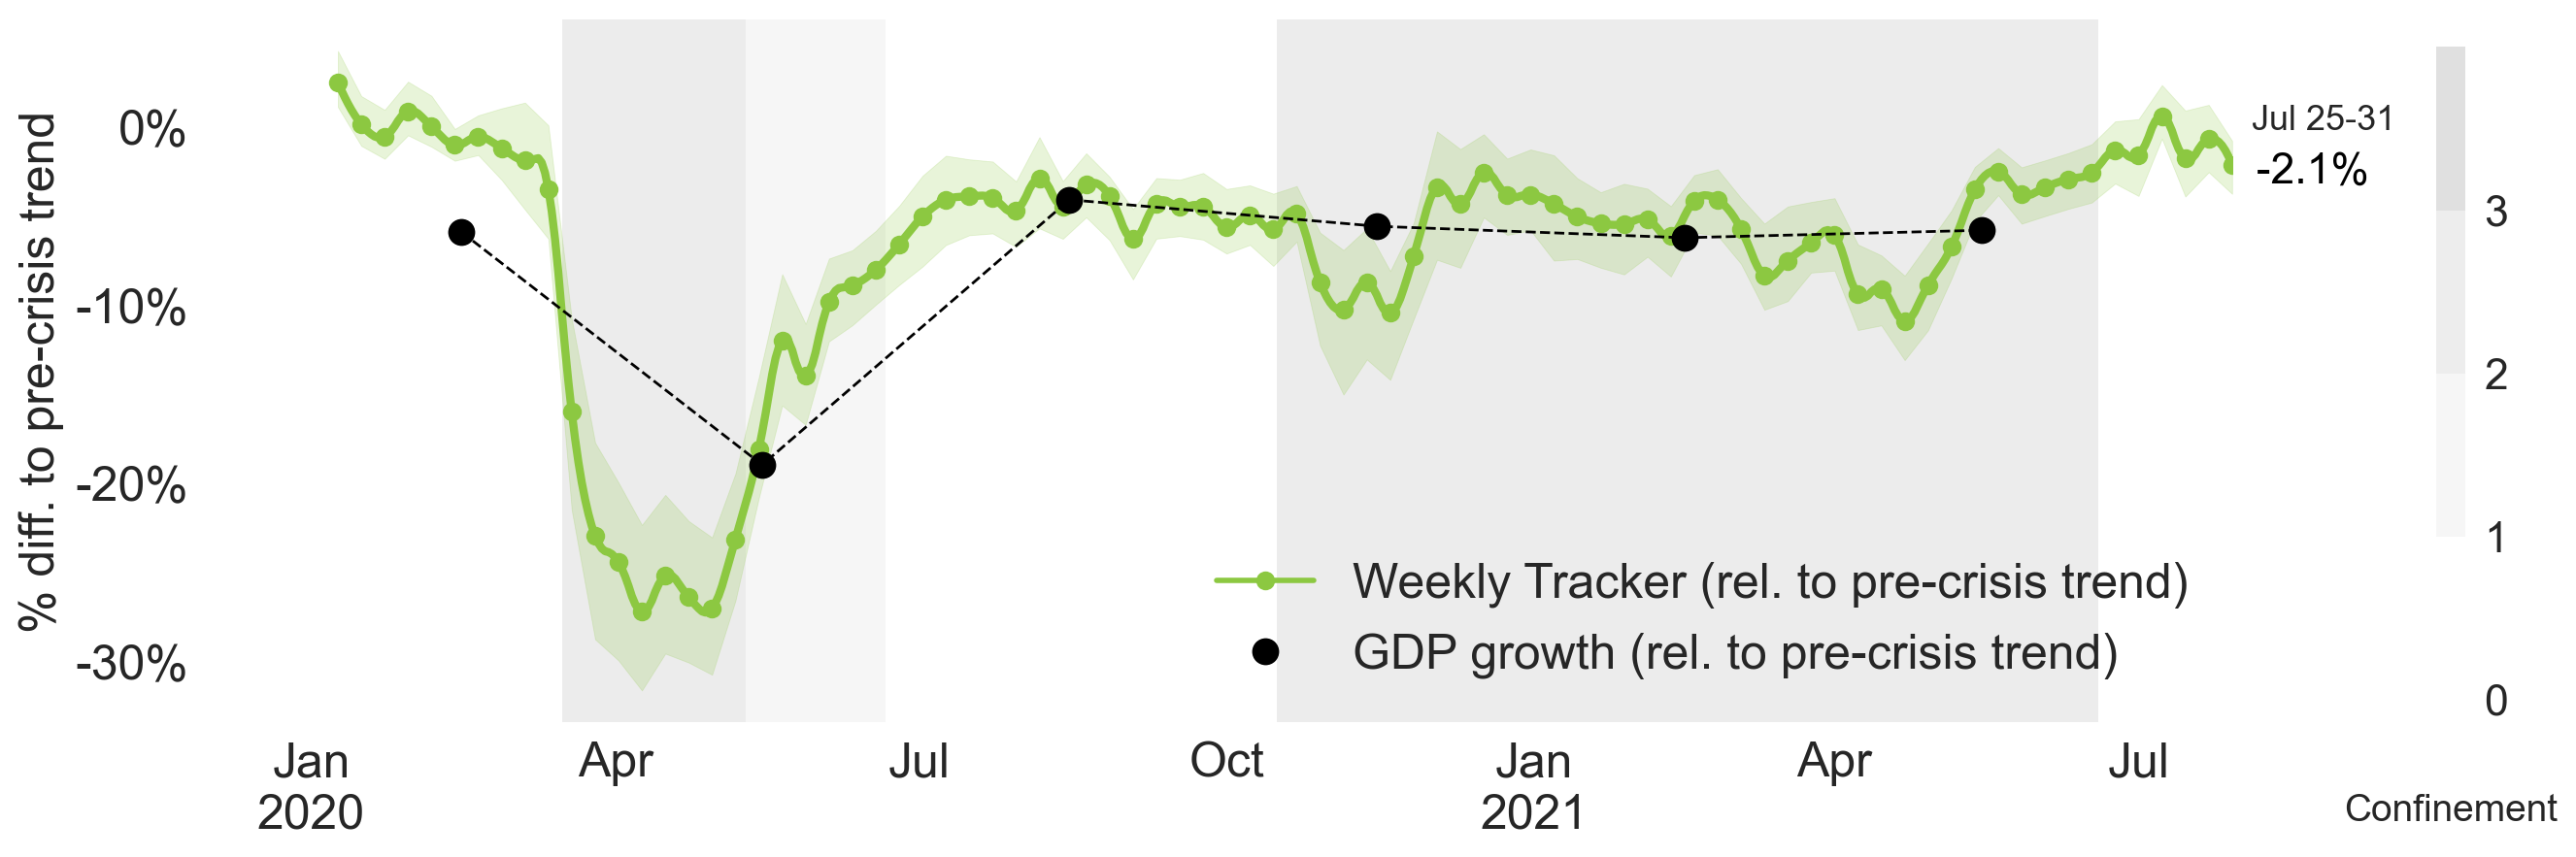 % diff. to pre-crisis trend
0%
-10%
-20%
-30%
Jan
2020
Apr
Jul
Oct
Jan
2021
Apr
Jul
Weekly Tracker (rel. to pre-crisis trend)
GDP growth (rel. to pre-crisis trend)
Jul 25-31
-2.1%
3
2
1
0
Confinement